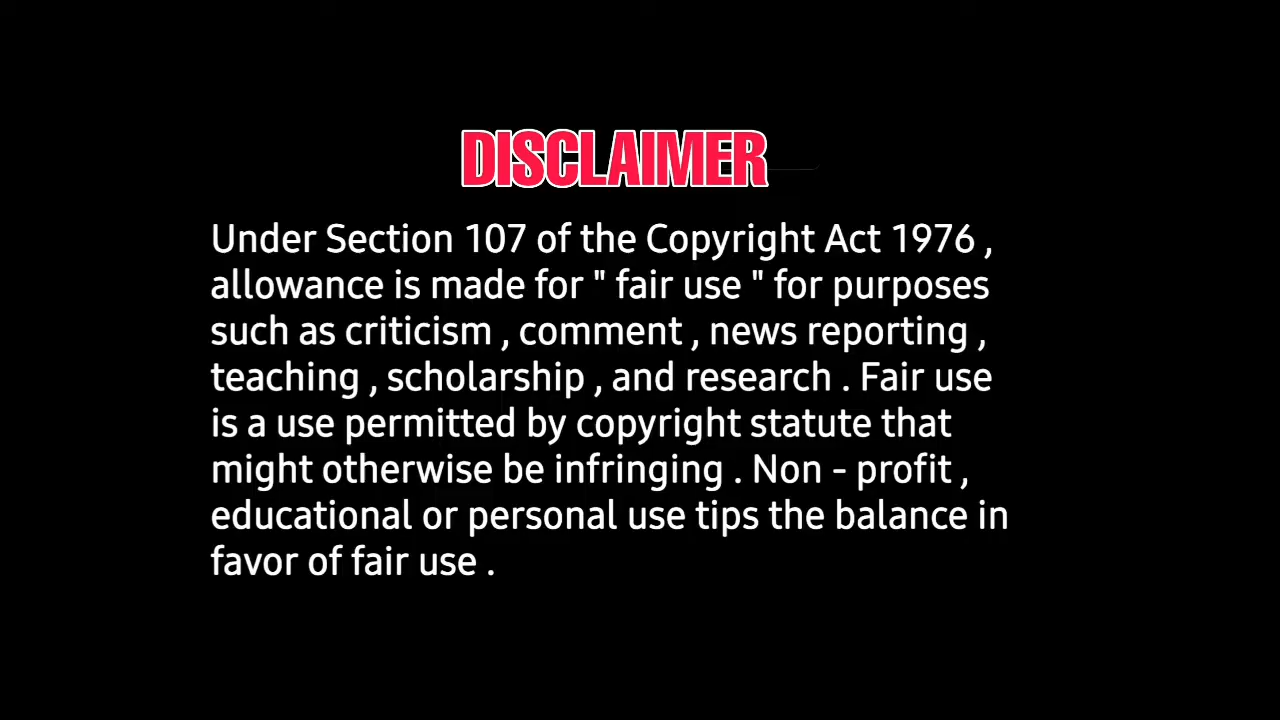 DISCLAIMER
Under Section 107 of the Copyright Act 1976 ,
allowance is made for " fair use " for purposes
such as criticism , comment , news reporting ,
teaching , scholarship , and research . Fair use
is a use permitted by copyright statute that
might otherwise be infringing . Non - profit ,
educational or personal use tips the balance in
favor of fair use .